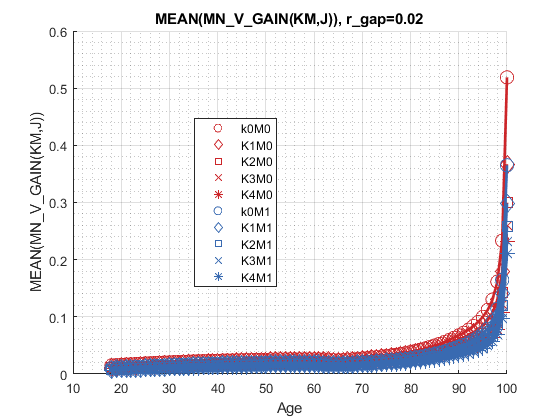 MEAN(MN_V_GAIN(KM,J)), r_gap=0.02
MEAN(MN_V_GAIN(KM,J))
0.6
0.5
0.4
0.3
0.2
0.1
0
k0M0
K1M0
K2M0
K3M0
K4M0
k0M1
K1M1
K2M1
K3M1
K4M1
10 20 30 40 50 60 70 80 90 100
Age